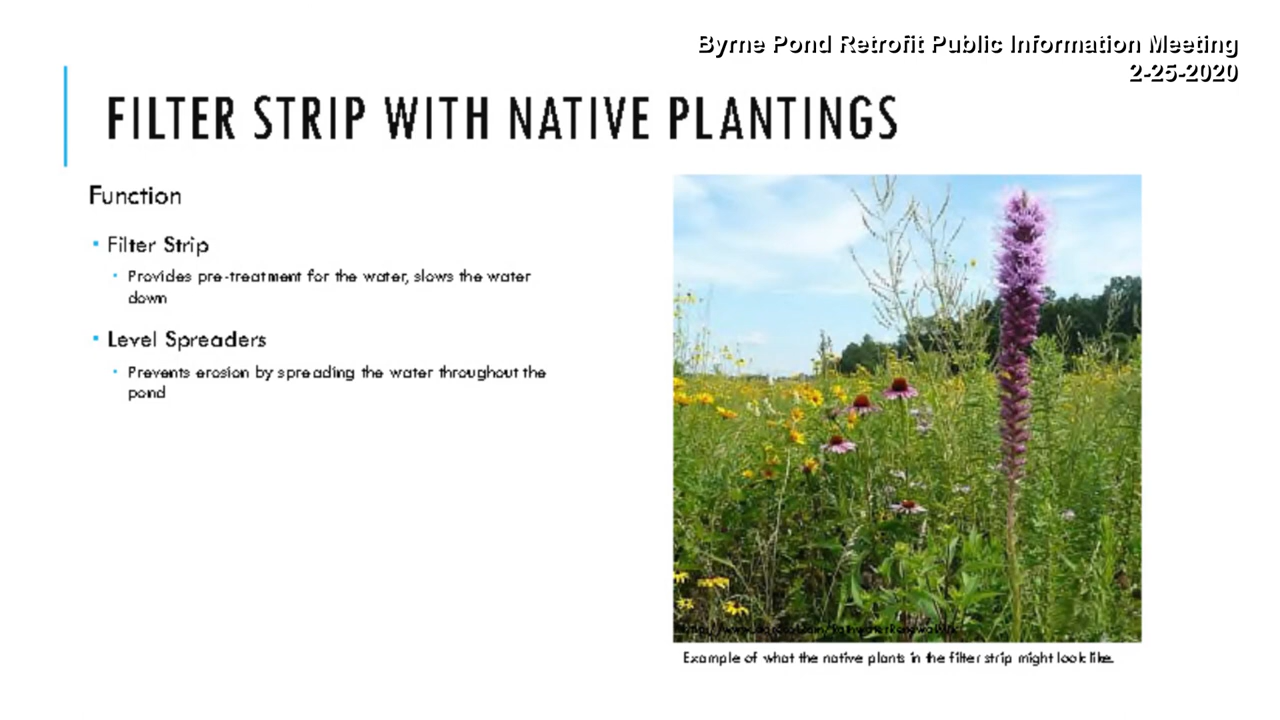 Byrne Pond Retrofit Public Information Meeting
2-25-2020
FILTER STRIP WITH NATIVE PLANTINGS
Function
▪ Filter Strip
▪ Provides pre-treatment for the water, slows the water
down
▪ Level Spreaders
▪ Prevents erosion by spreading the water throughout the
pond
Example of what the native plants in the filter strip might look like.